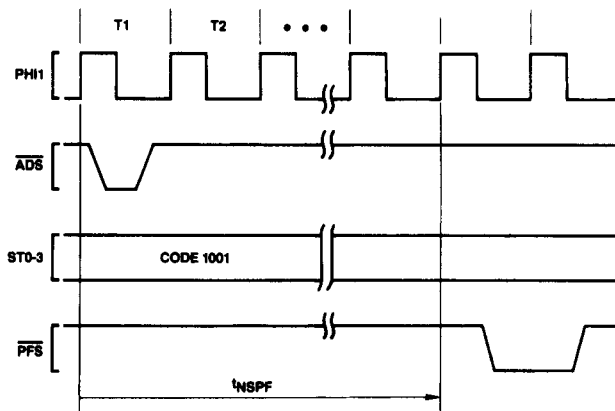 T1 T2 • • •
PHI1
ADS
ST0-3 CODE 1001
PFS
tNSPF